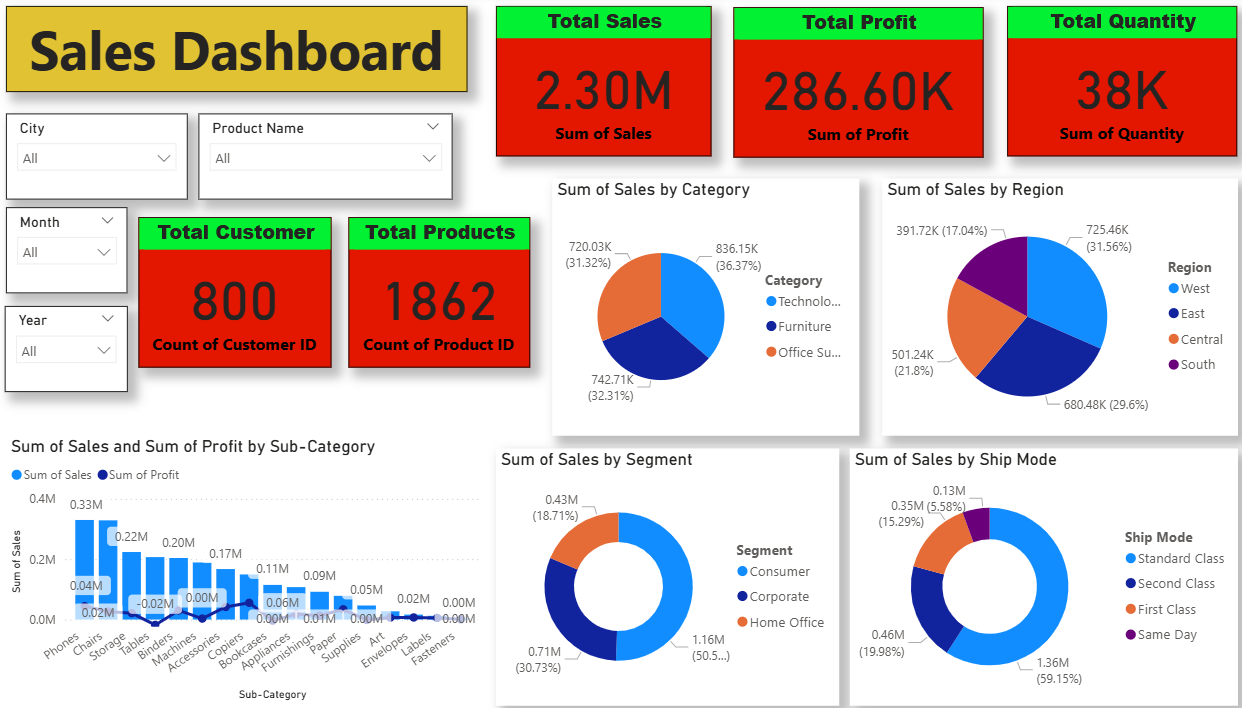 Sales Dashboard
Total Sales
2.30M
Sum of Sales
Total Profit
286.60K
Sum of Profit
Total Quantity
38K
Sum of Quantity
City
All
Product Name
All
Month
All
Year
All
Total Customer
800
Count of Customer ID
Total Products
1862
Count of Product ID
Sum of Sales by Category
720.03K
(31.32%)
836.15K
(36.37%)
742.71K
(32.31%)
Category
Technolo...
Furniture
Office Su...
Sum of Sales by Region
391.72K (17.04%)
725.46K
(31.56%)
501.24K
(21.8%)
680.48K (29.6%)
Region
West
East
Central
South
Sum of Sales and Sum of Profit by Sub-Category
Sum of Sales
Sum of Profit
Sum of Sales
0.4M
0.2M
0.0M
0.33M
0.22M
0.20M
0.17M
0.11M
0.09M
0.05M
0.02M
0.00M
0.04M
0.02M
-0.02M
0.00M
0.06M
0.00M
0.01M
0.00M
0.00M
Phones
Chairs
Storage
Tables
Binders
Machines
Accessories
Copiers
Bookcases
Appliances
Furnishings
Paper
Supplies
Art
Envelopes
Labels
Fasteners
Sub-Category
Sum of Sales by Segment
0.43M
(18.71%)
0.71M
(30.73%)
1.16M
(50.5...)
Segment
Consumer
Corporate
Home Office
Sum of Sales by Ship Mode
0.13M
(5.58%)
0.35M
(15.29%)
0.46M
(19.98%)
1.36M
(59.15%)
Ship Mode
Standard Class
Second Class
First Class
Same Day